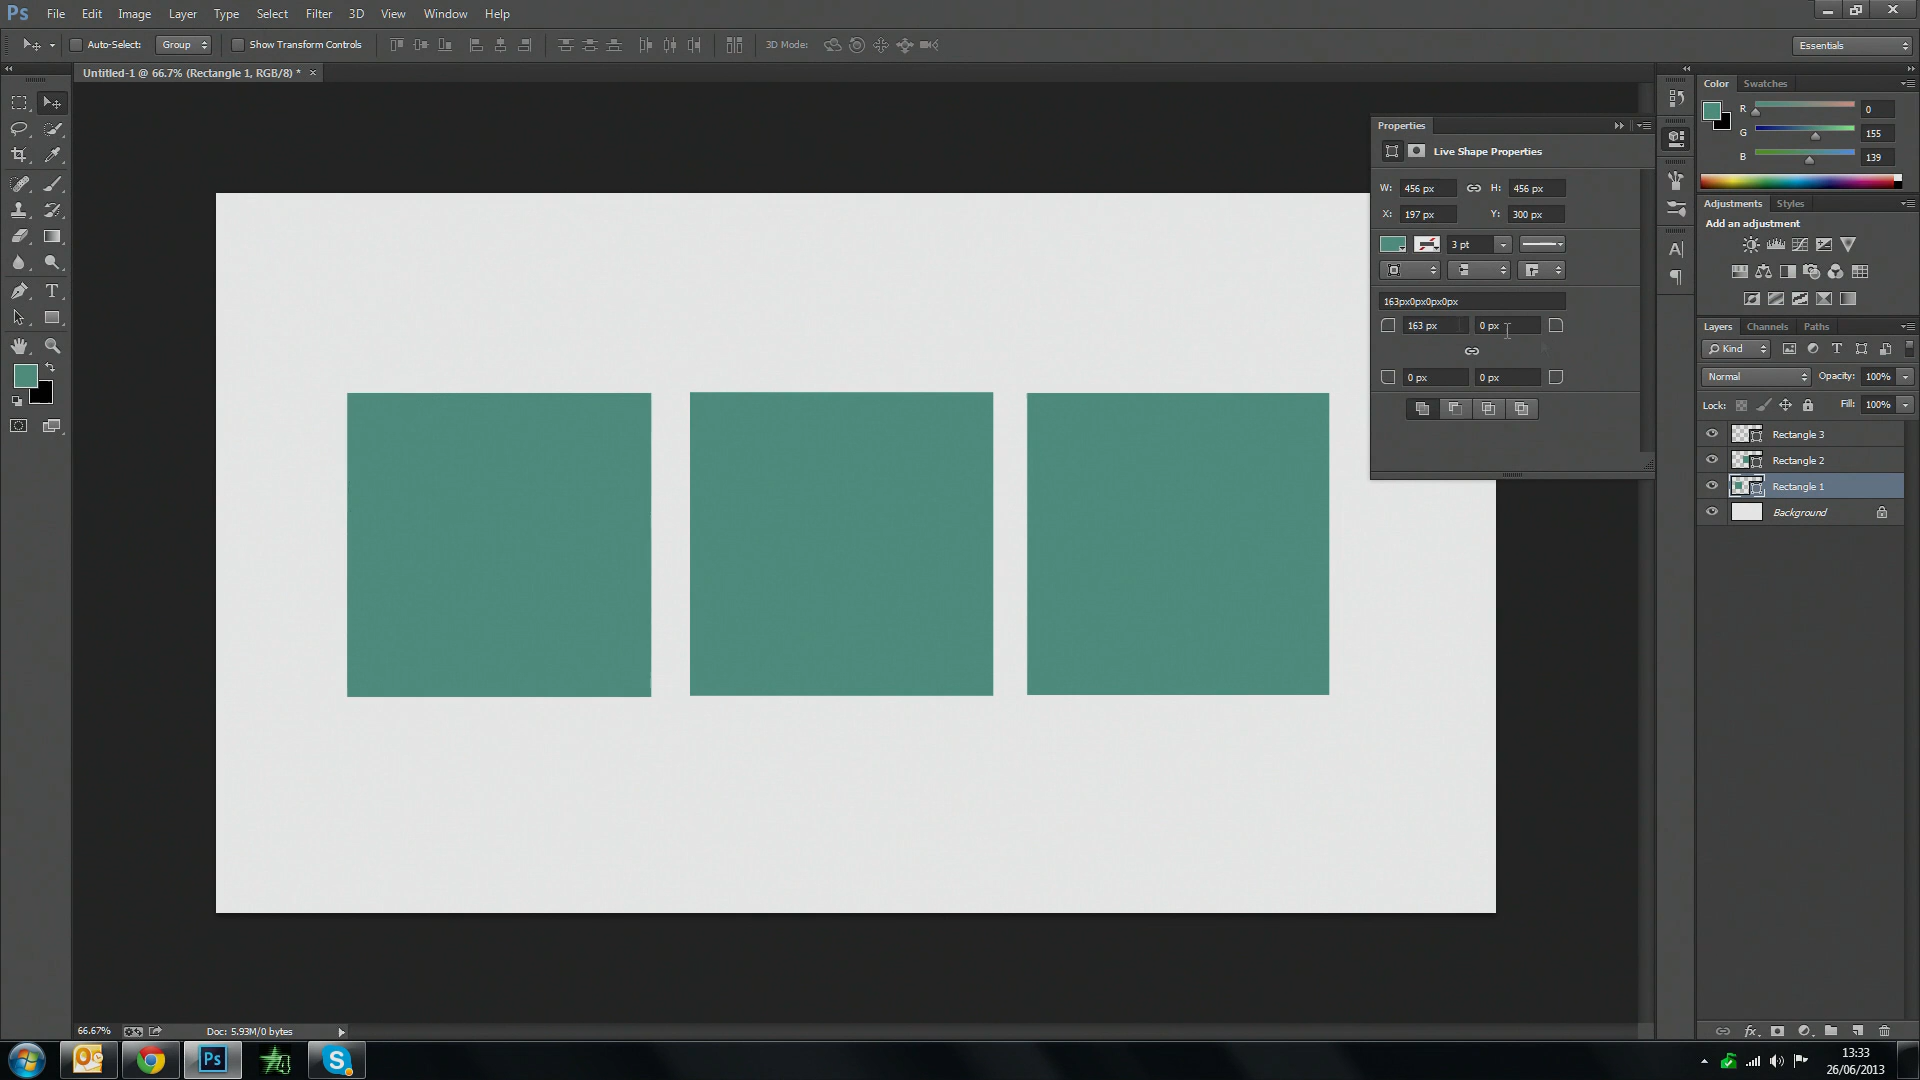 Ps File Edit Image Layer Type Select Filter 3D View Window Help
Auto-Select: Group Show Transform Controls 3D Mode: Essentials
Untitled-1 @ 66.7% (Rectangle 1, RGB/8) * ×
Color Swatches
R 0
G 155
B 139
Properties
Live Shape Properties
W: 456 px H: 456 px
X: 197 px Y: 300 px
3 pt
163px0px0px0px
163 px 0 px
0 px 0 px
Adjustments Styles
Add an adjustment
Layers Channels Paths
Kind
Normal Opacity: 100%
Lock: Fill: 100%
Rectangle 3
Rectangle 2
Rectangle 1
Background
66.67% Doc: 5.93M/0 bytes
Ps
13:33
26/06/2013